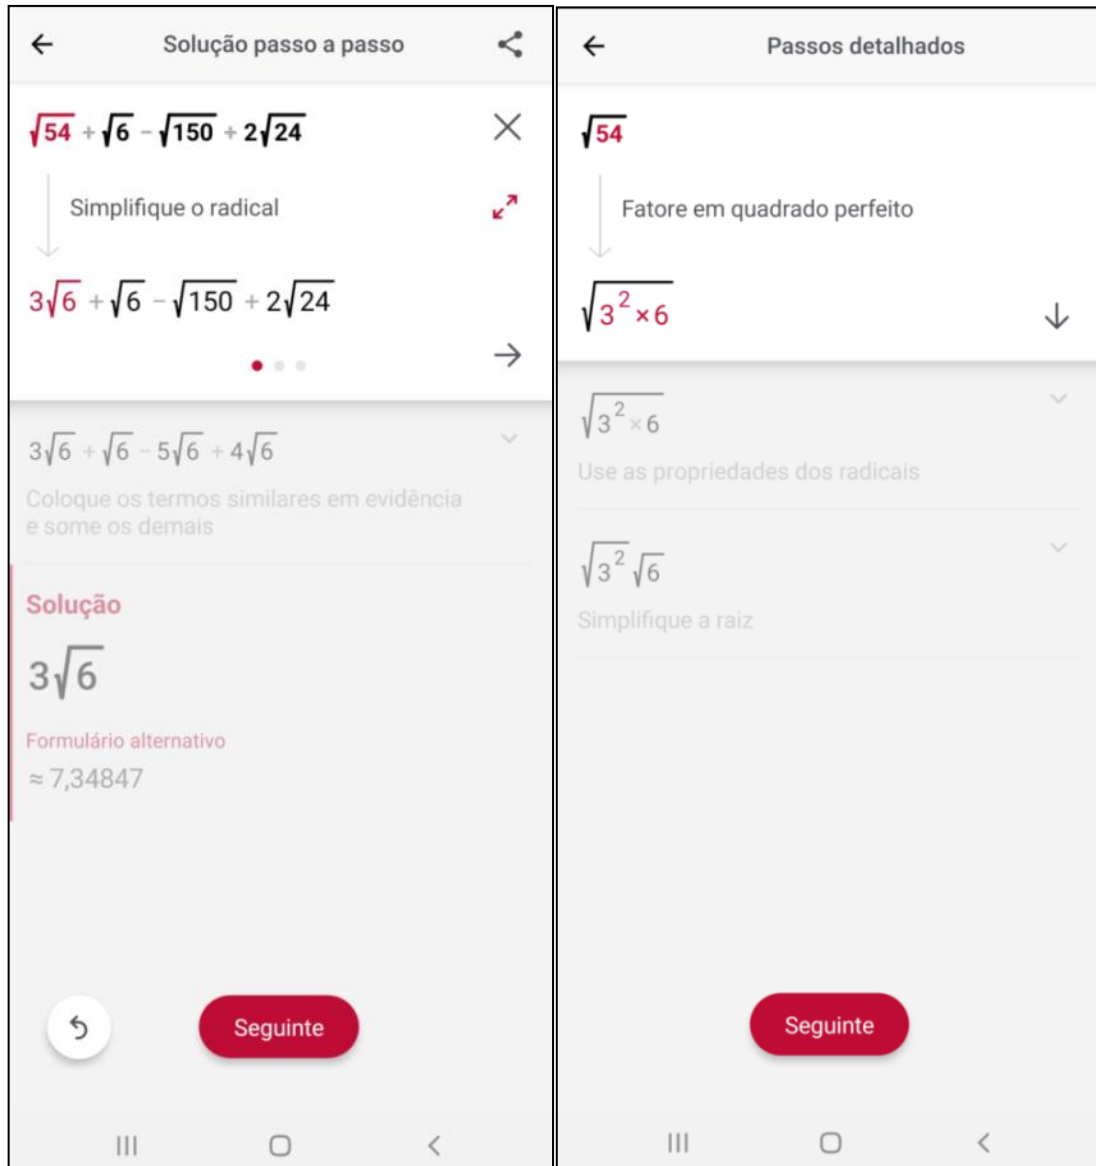 Solução passo a passo
√54 + √6 - √150 + 2√24
Simplifique o radical
3√6 + √6 - √150 + 2√24
3√6 + √6 - 5√6 + 4√6
Coloque os termos similares em evidência
e some os demais
Solução
3√6
Formulário alternativo
≈ 7,34847
Seguinte
Passos detalhados
√54
Fatore em quadrado perfeito
√(3² × 6)
√(3² × 6)
Use as propriedades dos radicais
√3² √6
Simplifique a raiz
Seguinte